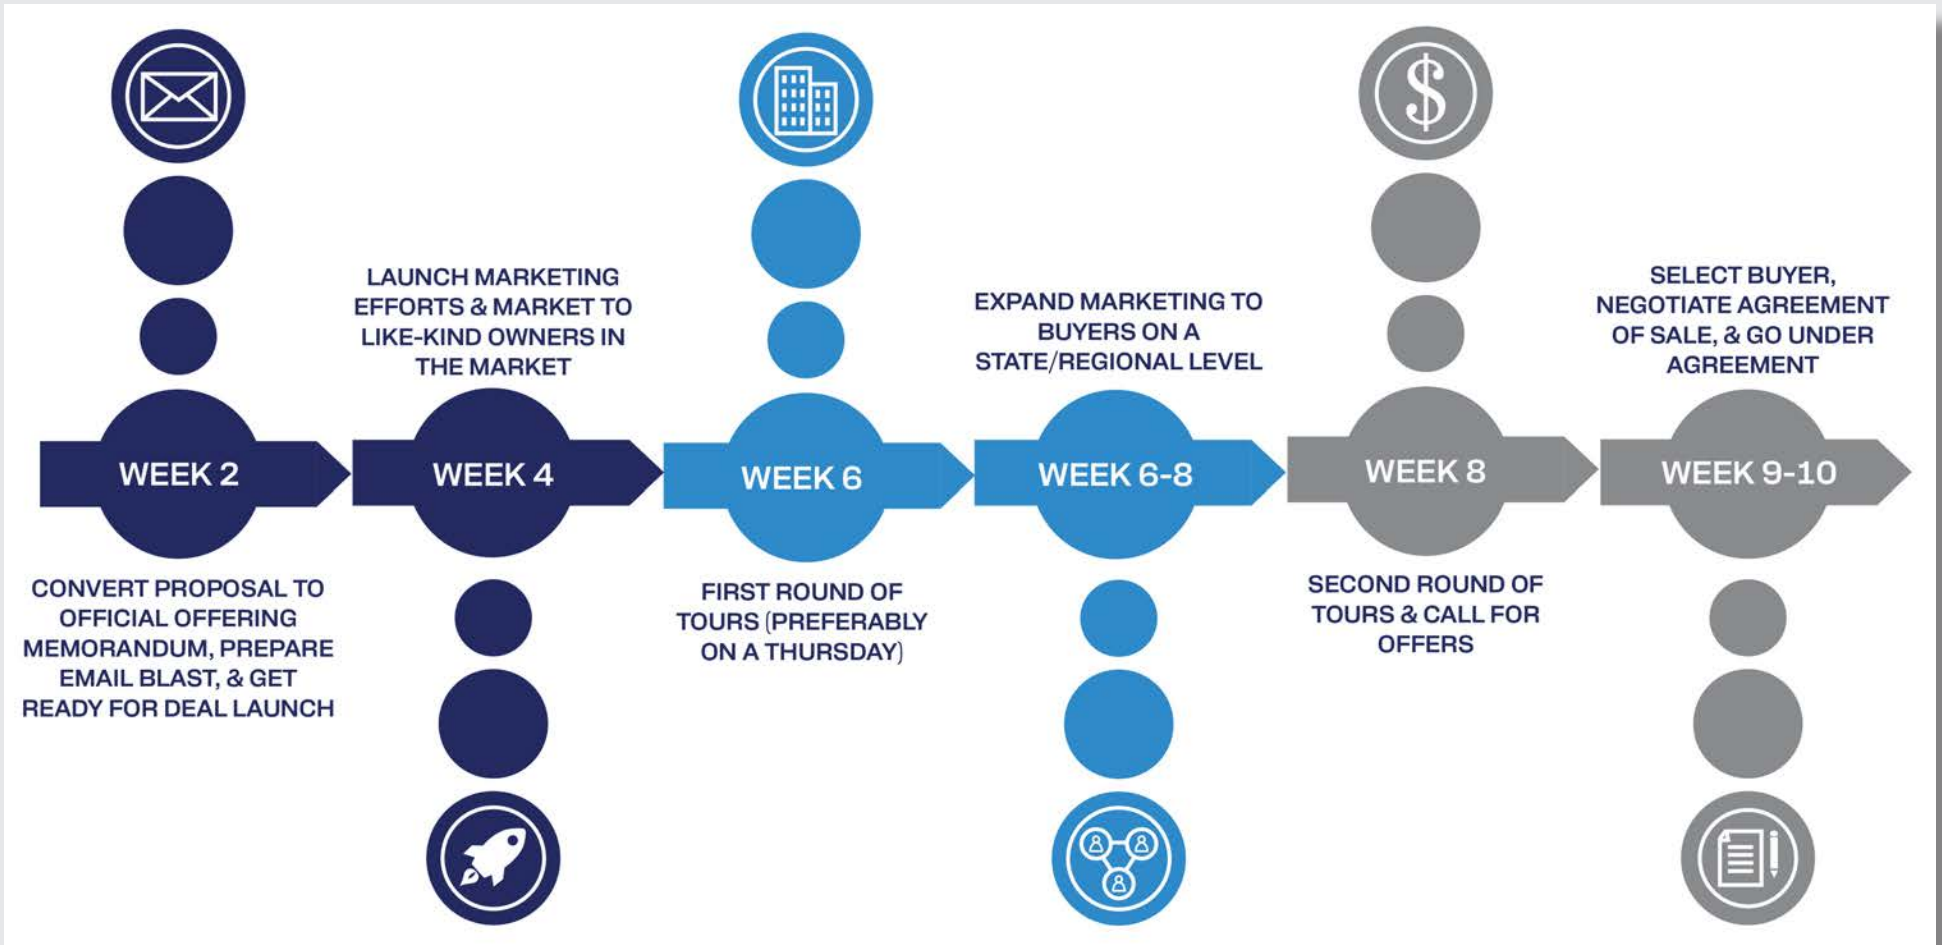 WEEK 2
CONVERT PROPOSAL TO
OFFICIAL OFFERING
MEMORANDUM, PREPARE
EMAIL BLAST, & GET
READY FOR DEAL LAUNCH
LAUNCH MARKETING
EFFORTS & MARKET TO
LIKE-KIND OWNERS IN
THE MARKET
WEEK 4
WEEK 6
FIRST ROUND OF
TOURS (PREFERABLY
ON A THURSDAY)
EXPAND MARKETING TO
BUYERS ON A
STATE/REGIONAL LEVEL
WEEK 6-8
$
WEEK 8
SECOND ROUND OF
TOURS & CALL FOR
OFFERS
SELECT BUYER,
NEGOTIATE AGREEMENT
OF SALE, & GO UNDER
AGREEMENT
WEEK 9-10